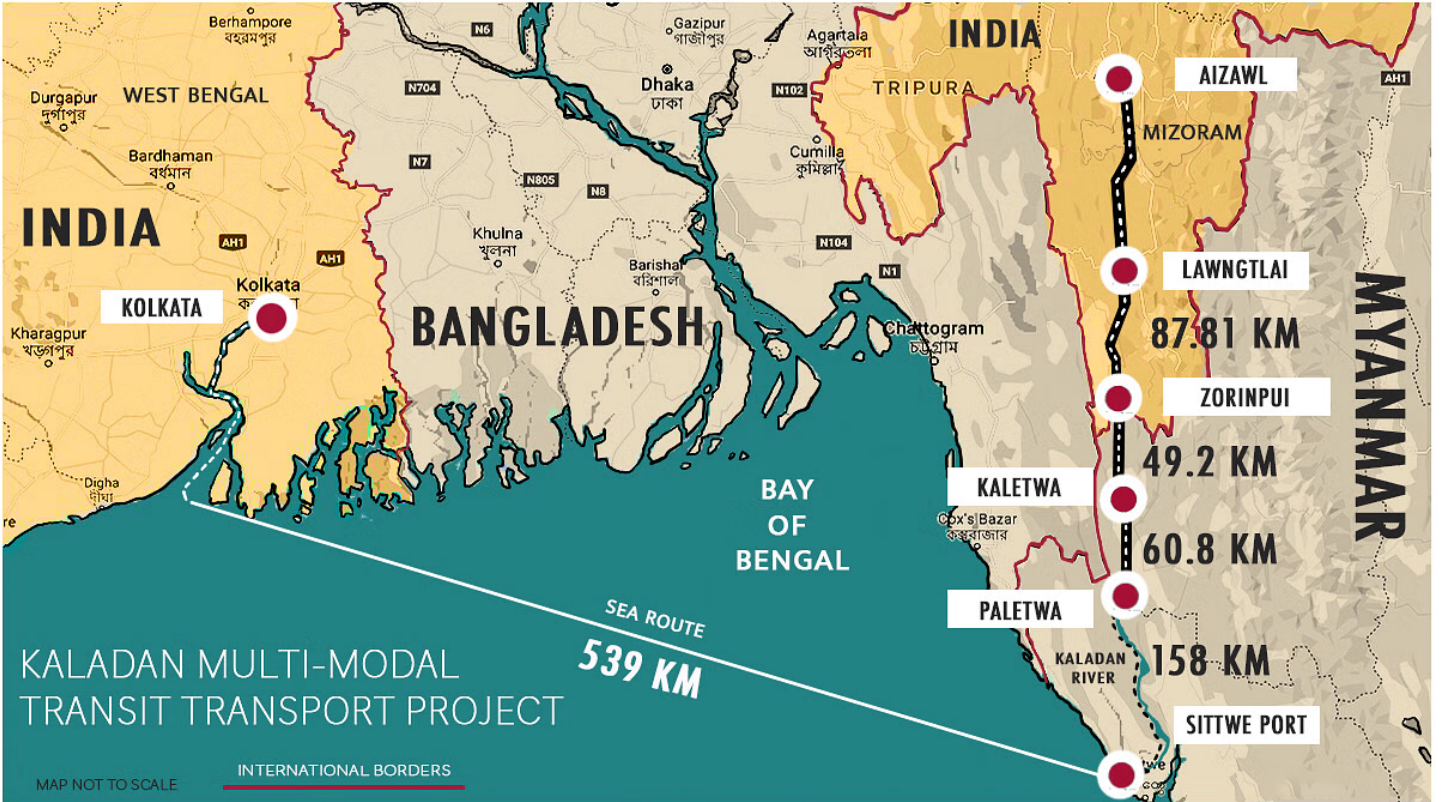 Berhampore
বহরমপুর
N6
Gazipur
গাজীপুর
Agartala
আগরতলা
INDIA
AIZAWL
AH1
Durgapur
দুর্গাপুর
WEST BENGAL
N704
Dhaka
ঢাকা
N102
TRIPURA
MIZORAM
Bardhaman
বর্ধমান
N7
N805
N8
Cumilla
কুমিল্লা
INDIA
AH1
AH1
Khulna
খুলনা
N104
Barishal
বরিশাল
N1
LAWNGTLAI
KOLKATA
Kolkata
Kharagpur
খড়গপুর
BANGLADESH
Chattogram
চট্টগ্রাম
87.81 KM
MYANMAR
ZORINPUI
49.2 KM
Digha
দীঘা
re
BAY
OF
BENGAL
KALETWA
Cox's Bazar
কক্সবাজার
60.8 KM
SEA ROUTE
539 KM
PALETWA
KALADAN
RIVER
158 KM
KALADAN MULTI-MODAL
TRANSIT TRANSPORT PROJECT
SITTWE PORT
INTERNATIONAL BORDERS
MAP NOT TO SCALE